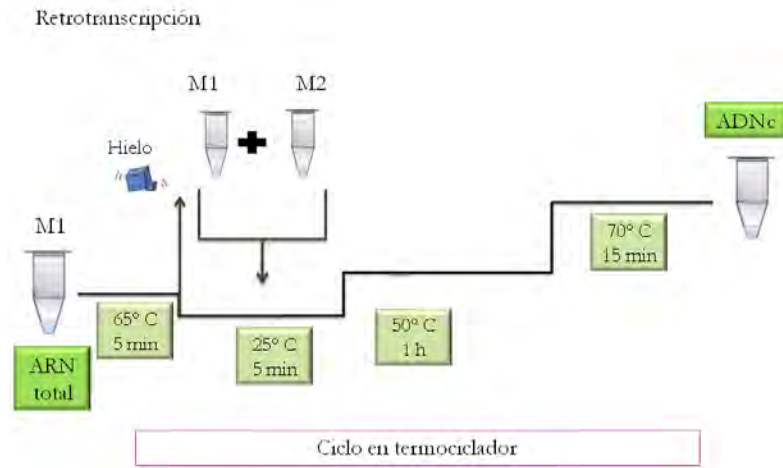 Retrotranscripción
M1
M2
ADNc
Hielo
M1
65° C
5 min
25° C
5 min
50° C
1 h
70° C
15 min
ARN
total
Ciclo en termociclador